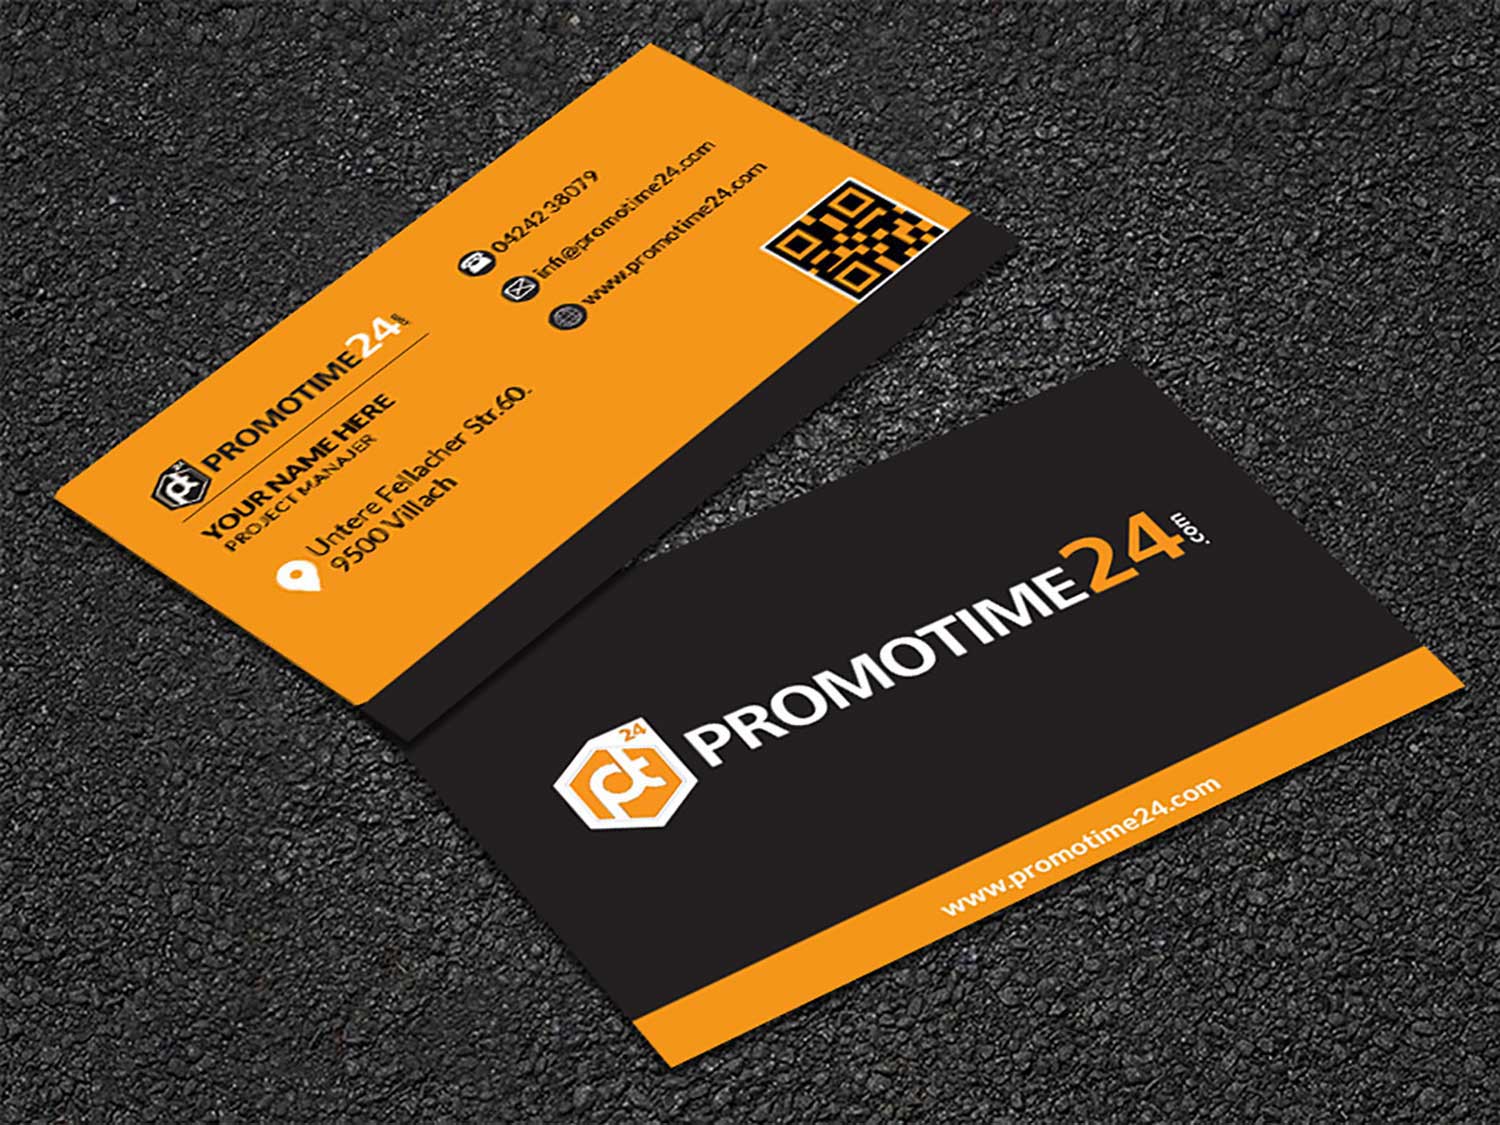 24
pt
PROMOTIME24.com
YOUR NAME HERE
PROJECT MANAJER
Untere Fellacher Str.60.
9500 Villach
04242 38079
info@promotime24.com
www.promotime24.com
24
pt
PROMOTIME24.com
www.promotime24.com